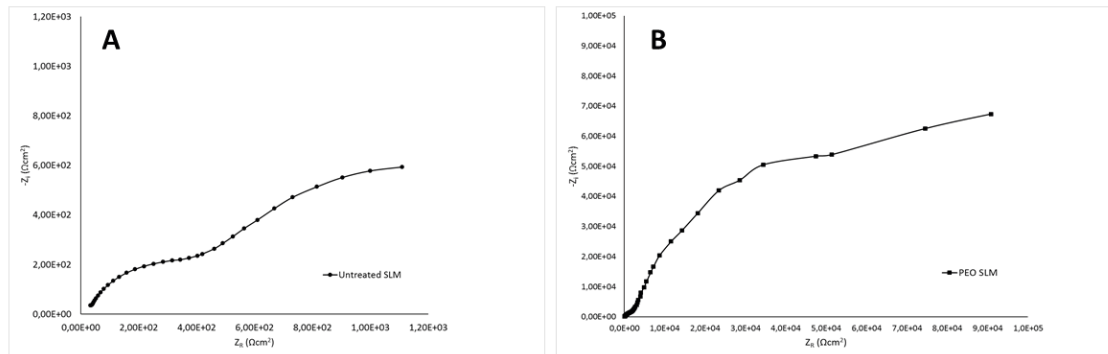 A
1,20E+03
1,00E+03
8,00E+02
6,00E+02
4,00E+02
2,00E+02
0,00E+00
-Zᵢ (Ωcm²)
Untreated SLM
0,00E+00 2,00E+02 4,00E+02 6,00E+02 8,00E+02 1,00E+03 1,20E+03
Z_R (Ωcm²)
B
1,00E+05
9,00E+04
8,00E+04
7,00E+04
6,00E+04
5,00E+04
4,00E+04
3,00E+04
2,00E+04
1,00E+04
0,00E+00
-Zᵢ (Ωcm²)
PEO SLM
0,00E+00 1,0E+04 2,0E+04 3,0E+04 4,0E+04 5,0E+04 6,0E+04 7,0E+04 8,0E+04 9,0E+04 1,0E+05
Z_R (Ωcm²)